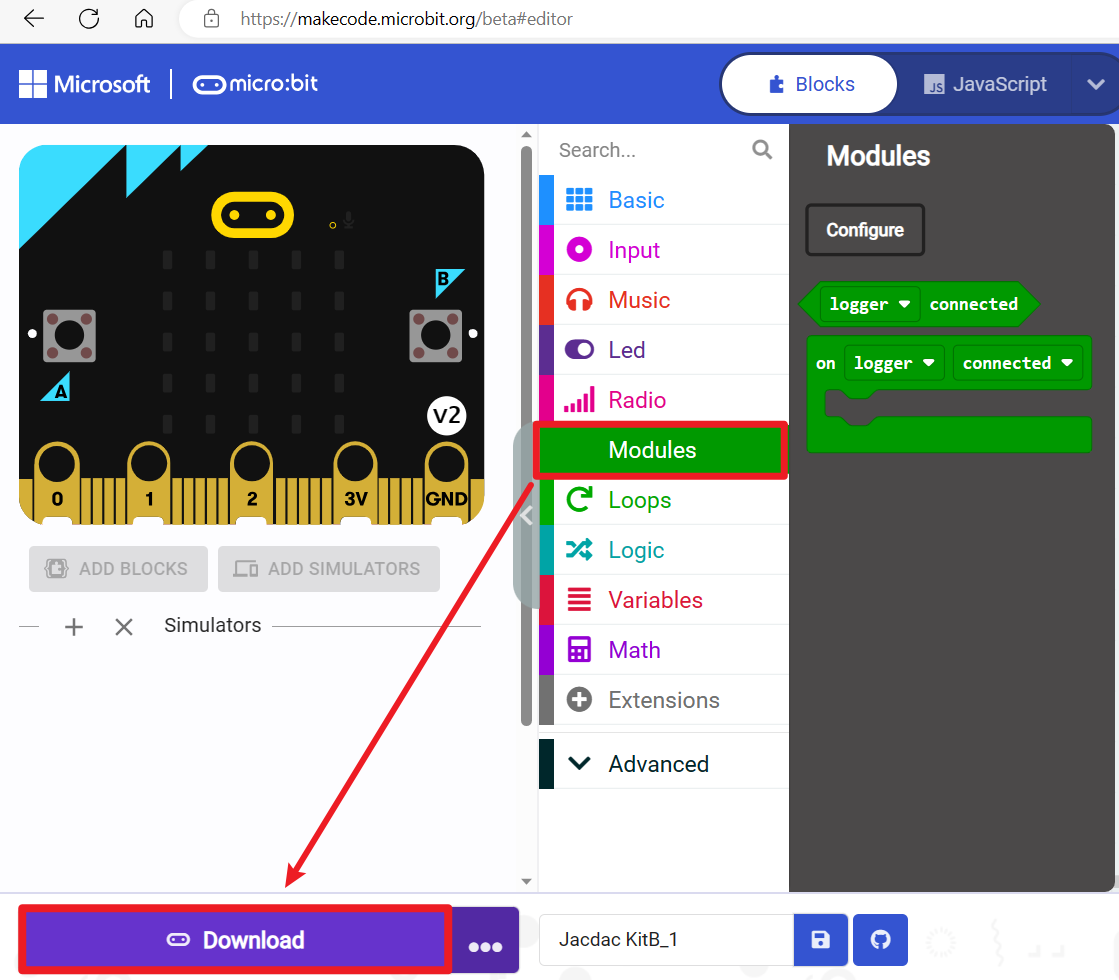 https://makecode.microbit.org/beta#editor
Microsoft
micro:bit
Blocks
JS
JavaScript
B
A
V2
0
1
2
3V
GND
ADD BLOCKS
ADD SIMULATORS
Simulators
Search...
Basic
Input
Music
Led
Radio
Modules
Loops
Logic
Variables
Math
Extensions
Advanced
Modules
Configure
logger connected
on logger connected
Download
Jacdac KitB_1